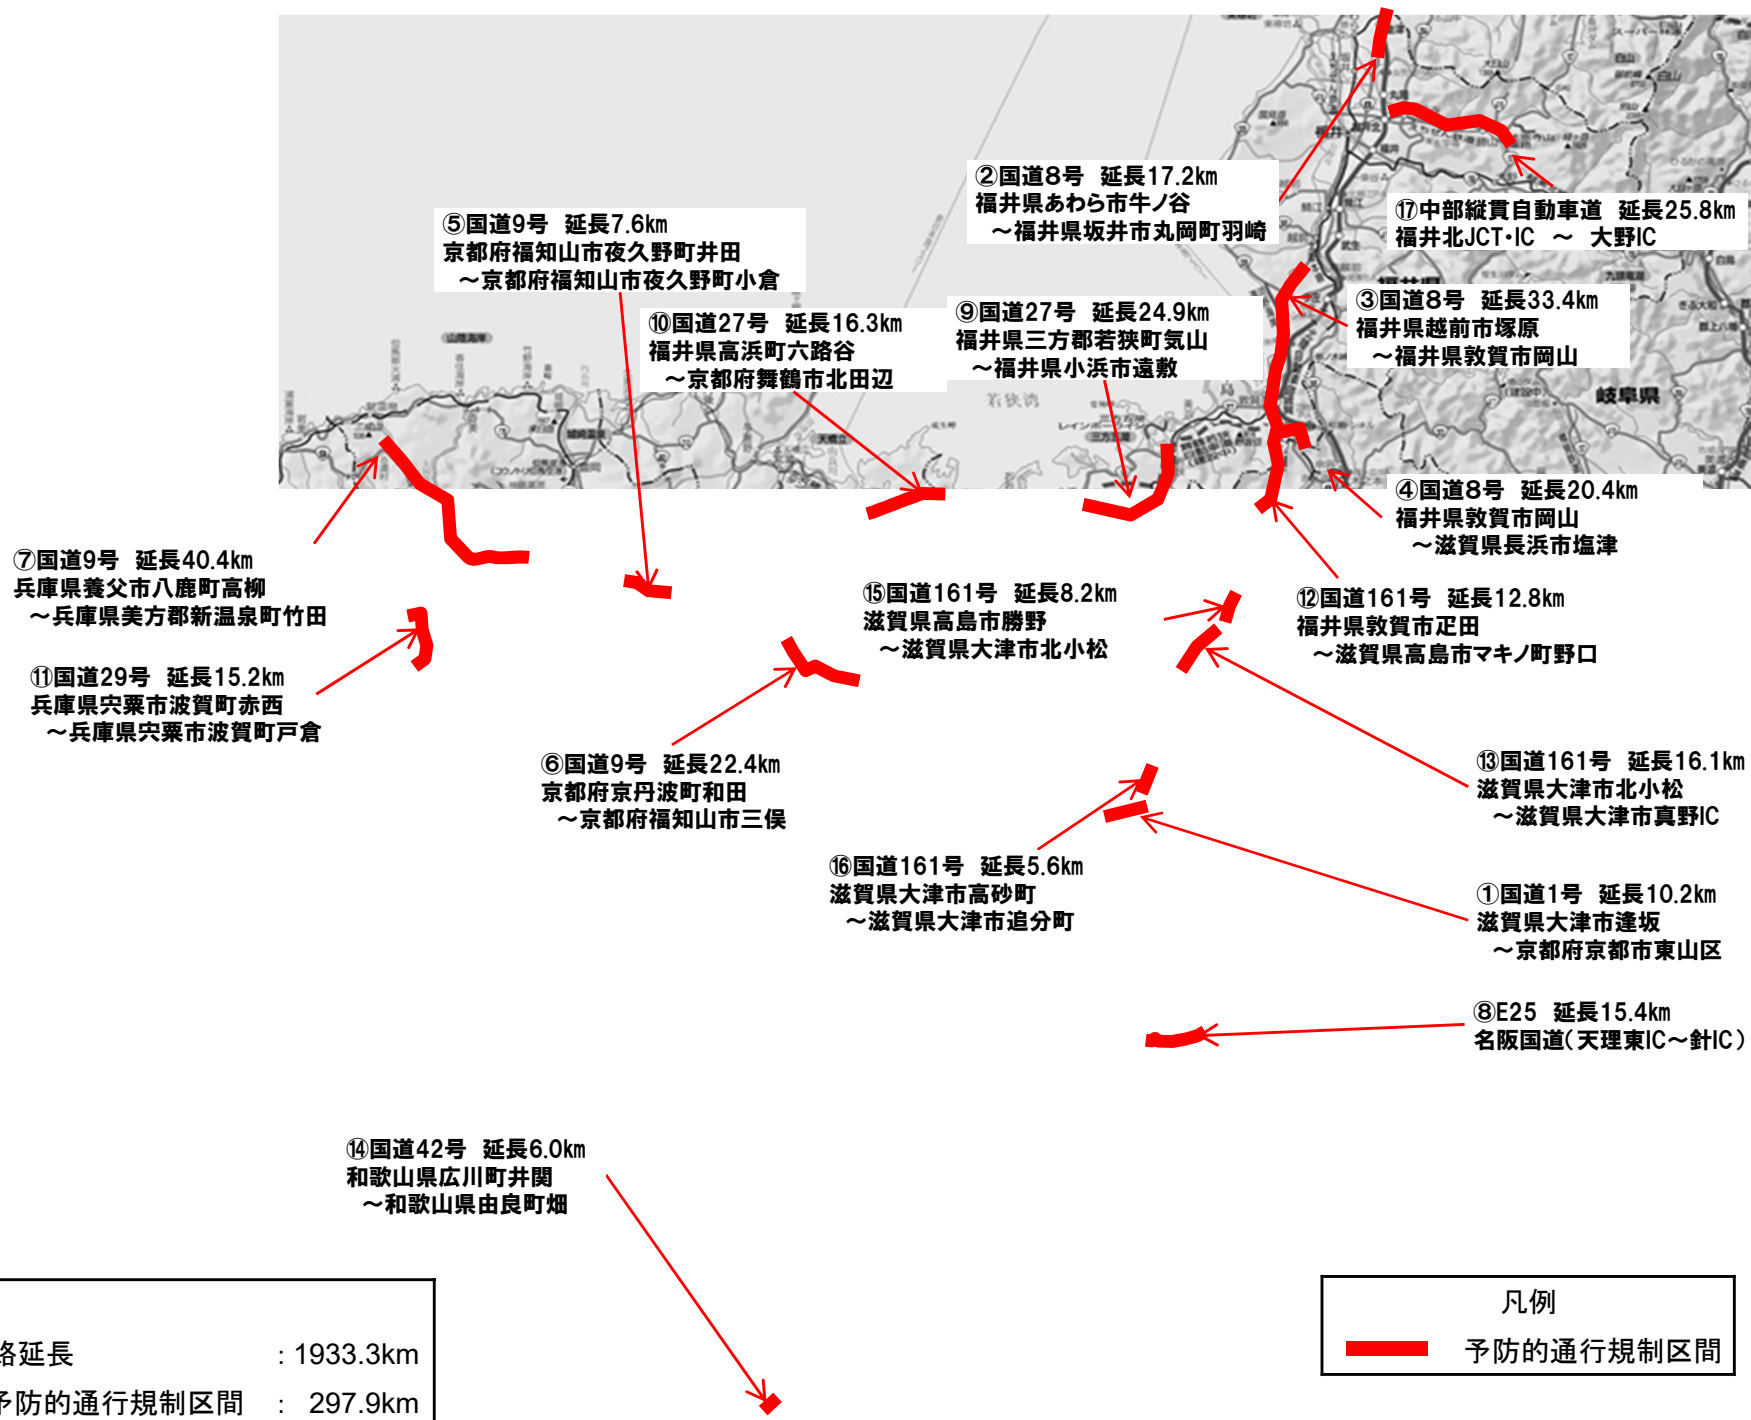 ②国道8号 延長17.2km
福井県あわら市牛ノ谷
～福井県坂井市丸岡町羽崎
⑰中部縦貫自動車道 延長25.8km
福井北JCT・IC ～ 大野IC
⑤国道9号 延長7.6km
京都府福知山市夜久野町井田
～京都府福知山市夜久野町小倉
⑩国道27号 延長16.3km
福井県高浜町六路谷
～京都府舞鶴市北田辺
⑨国道27号 延長24.9km
福井県三方郡若狭町気山
～福井県小浜市遠敷
③国道8号 延長33.4km
福井県越前市塚原
～福井県敦賀市岡山
岐阜県
若狭湾
④国道8号 延長20.4km
福井県敦賀市岡山
～滋賀県長浜市塩津
⑦国道9号 延長40.4km
兵庫県養父市八鹿町高柳
～兵庫県美方郡新温泉町竹田
⑮国道161号 延長8.2km
滋賀県高島市勝野
～滋賀県大津市北小松
⑫国道161号 延長12.8km
福井県敦賀市疋田
～滋賀県高島市マキノ町野口
⑪国道29号 延長15.2km
兵庫県宍粟市波賀町赤西
～兵庫県宍粟市波賀町戸倉
⑥国道9号 延長22.4km
京都府京丹波町和田
～京都府福知山市三俣
⑬国道161号 延長16.1km
滋賀県大津市北小松
～滋賀県大津市真野IC
⑯国道161号 延長5.6km
滋賀県大津市高砂町
～滋賀県大津市追分町
①国道1号 延長10.2km
滋賀県大津市逢坂
～京都府京都市東山区
⑧E25 延長15.4km
名阪国道（天理東IC～針IC）
⑭国道42号 延長6.0km
和歌山県広川町井関
～和歌山県由良町畑
路延長 : 1933.3km
予防的通行規制区間 : 297.9km
凡例
予防的通行規制区間